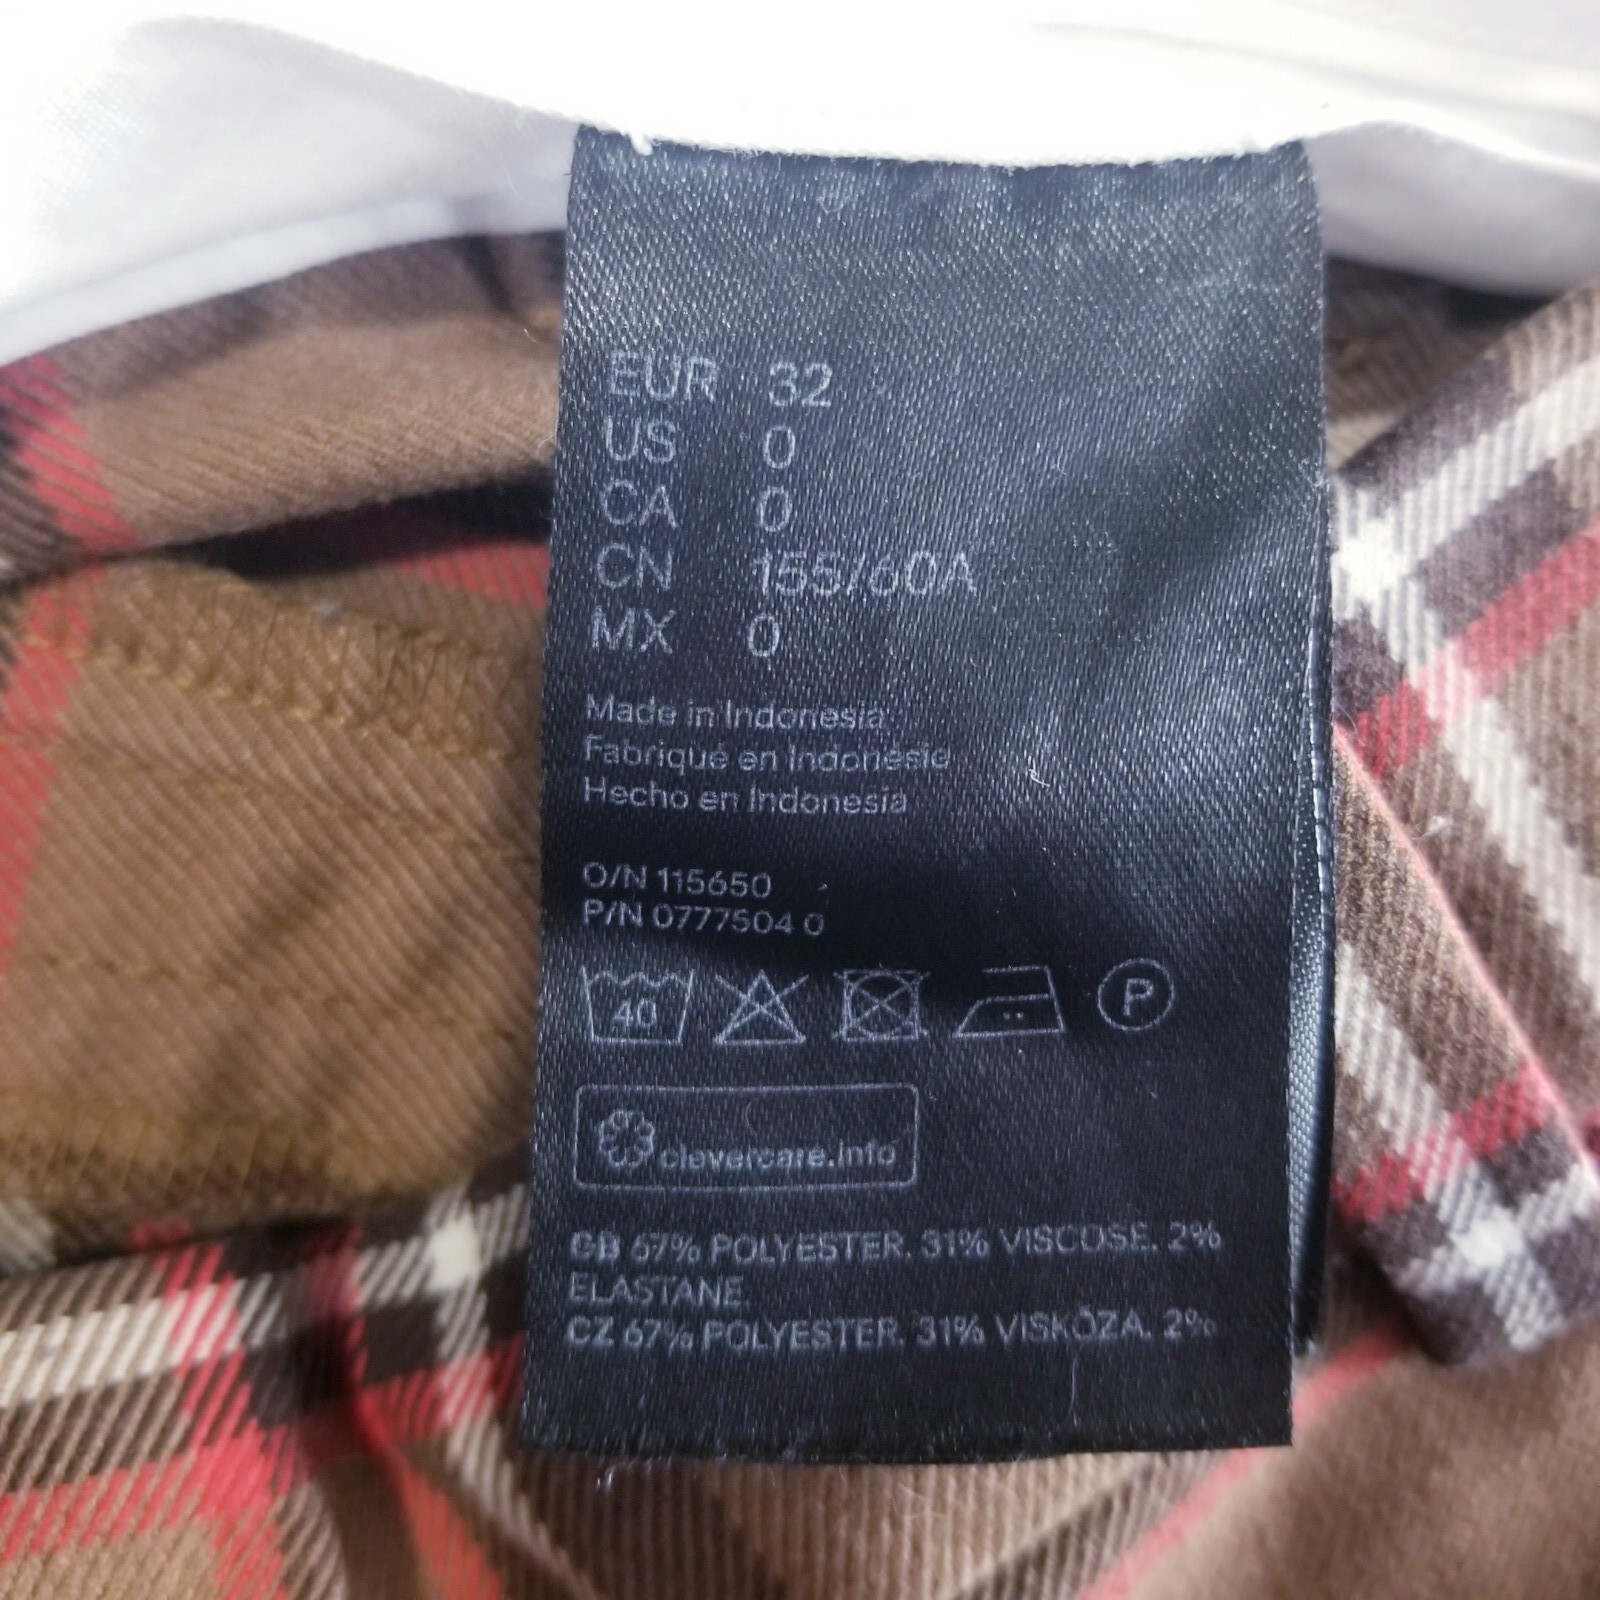 EUR 32
US 0
CA 0
CN 155/60A
MX 0
Made in Indonesia
Fabriqué en Indonésie
Hecho en Indonesia
O/N 115650
P/N 0777504 0
40 P
clevercare.info
GB 67% POLYESTER. 31% VISCOSE. 2%
ELASTANE.
CZ 67% POLYESTER. 31% VISKÓZA. 2%